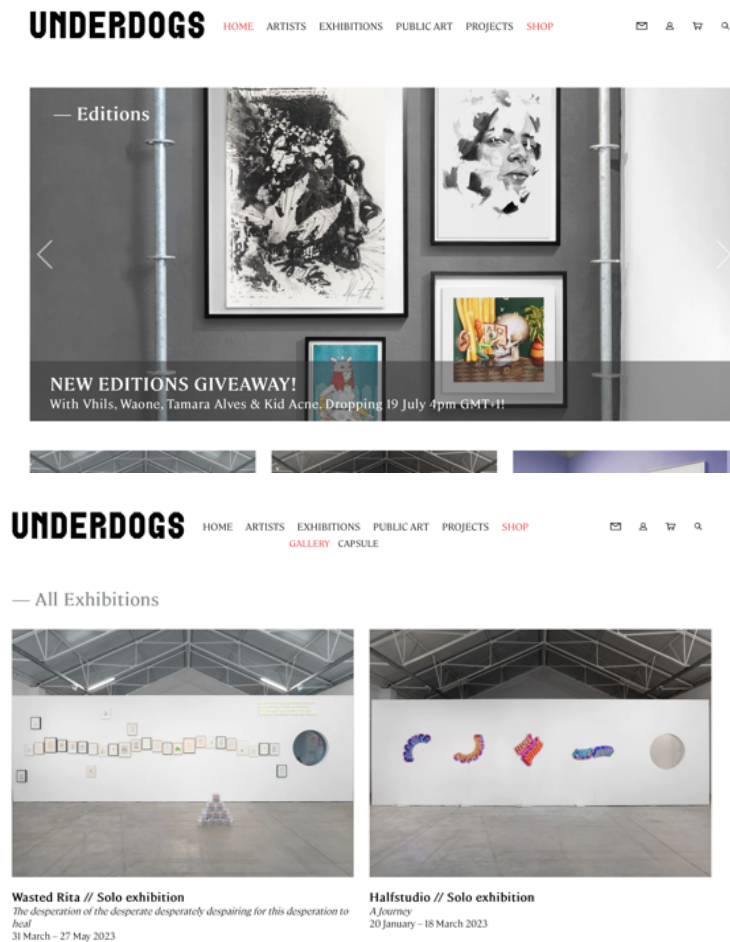 UNDERDOGS HOME ARTISTS EXHIBITIONS PUBLIC ART PROJECTS SHOP
— Editions
NEW EDITIONS GIVEAWAY!
With Vhils, Waone, Tamara Alves & Kid Acne. Dropping 19 July 4pm GMT+1!
UNDERDOGS HOME ARTISTS EXHIBITIONS PUBLIC ART PROJECTS SHOP
GALLERY CAPSULE
— All Exhibitions
Wasted Rita // Solo exhibition
The desperation of the desperate desperately despairing for this desperation to
heal
31 March – 27 May 2023
Halfstudio // Solo exhibition
A Journey
20 January – 18 March 2023